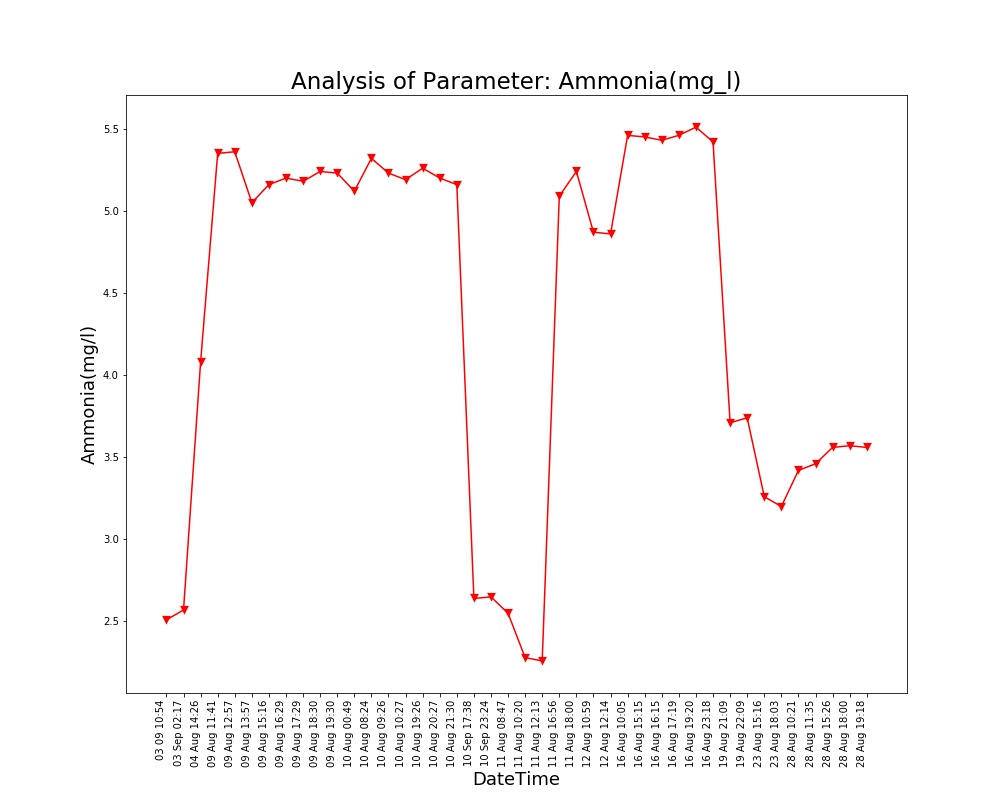 Analysis of Parameter: Ammonia(mg_l)
Ammonia(mg/l)
5.5
5.0
4.5
4.0
3.5
3.0
2.5
03 09 10:54
03 Sep 02:17
04 Aug 14:26
09 Aug 11:41
09 Aug 12:57
09 Aug 13:57
09 Aug 15:16
09 Aug 16:29
09 Aug 17:29
09 Aug 18:30
09 Aug 19:30
10 Aug 00:49
10 Aug 08:24
10 Aug 09:26
10 Aug 10:27
10 Aug 19:26
10 Aug 20:27
10 Aug 21:30
10 Sep 17:38
10 Sep 23:24
11 Aug 08:47
11 Aug 10:20
11 Aug 12:13
11 Aug 16:56
11 Aug 18:00
12 Aug 10:59
12 Aug 12:14
16 Aug 10:05
16 Aug 15:15
16 Aug 16:15
16 Aug 17:19
16 Aug 19:20
16 Aug 23:18
19 Aug 21:09
19 Aug 22:09
23 Aug 15:16
23 Aug 18:03
28 Aug 10:21
28 Aug 11:35
28 Aug 15:26
28 Aug 18:00
28 Aug 19:18
DateTime